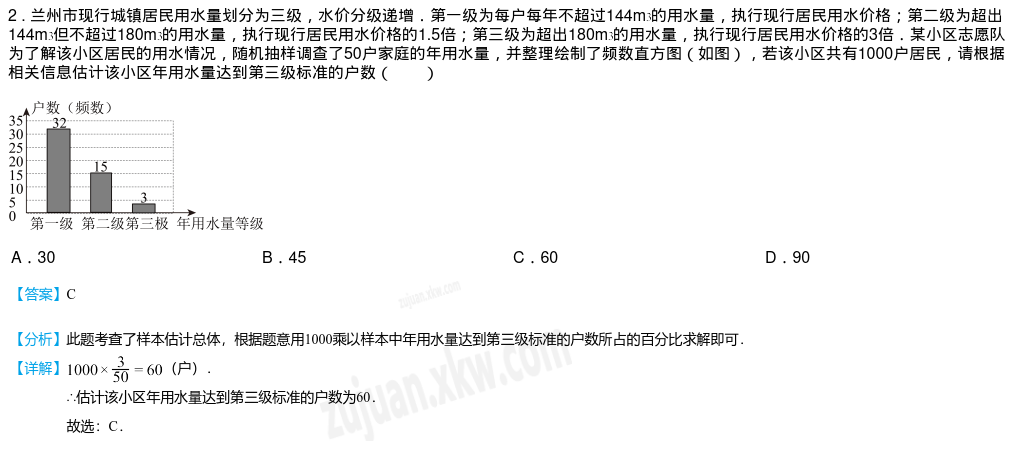 2．兰州市现行城镇居民用水量划分为三级，水价分级递增．第一级为每户每年不超过144m3的用水量，执行现行居民用水价格；第二级为超出
144m3但不超过180m3的用水量，执行现行居民用水价格的1.5倍；第三级为超出180m3的用水量，执行现行居民用水价格的3倍．某小区志愿队
为了解该小区居民的用水情况，随机抽样调查了50户家庭的年用水量，并整理绘制了频数直方图（如图），若该小区共有1000户居民，请根据
相关信息估计该小区年用水量达到第三级标准的户数（　　）
户数（频数）
35
30
25
20
15
10
5
0
32
15
3
第一级 第二级 第三极 年用水量等级
A．30 B．45 C．60 D．90
【答案】C
【分析】此题考查了样本估计总体，根据题意用1000乘以样本中年用水量达到第三级标准的户数所占的百分比求解即可．
【详解】1000×3/50=60（户）．
∴估计该小区年用水量达到第三级标准的户数为60．
故选：C．
zujuan.xkw.com
zujuan.xkw.com